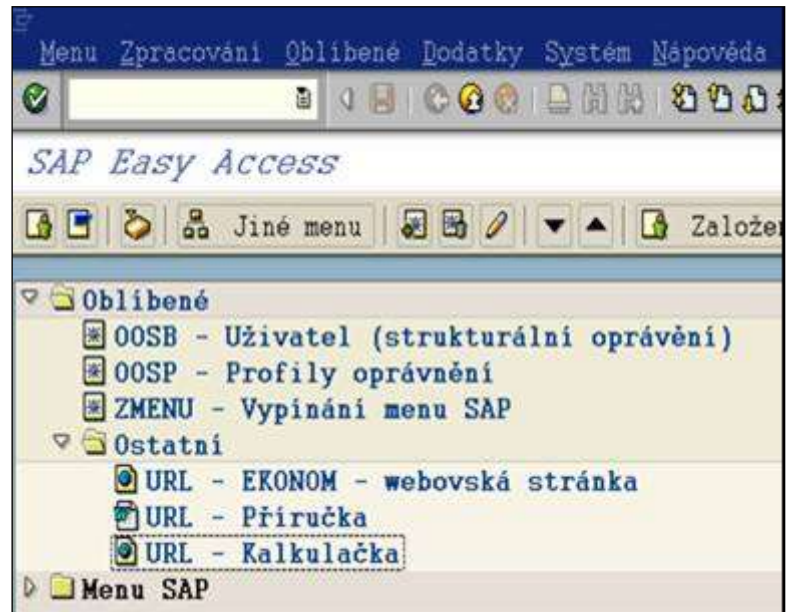 Menu Zpracování Oblíbené Dodatky Systém Nápověda
SAP Easy Access
Jiné menu Založe
Oblíbené
OOSB - Uživatel (strukturální oprávění)
OOSP - Profily oprávnění
ZMENU - Vypínání menu SAP
Ostatní
URL - EKONOM - webovská stránka
URL - Příručka
URL - Kalkulačka
Menu SAP